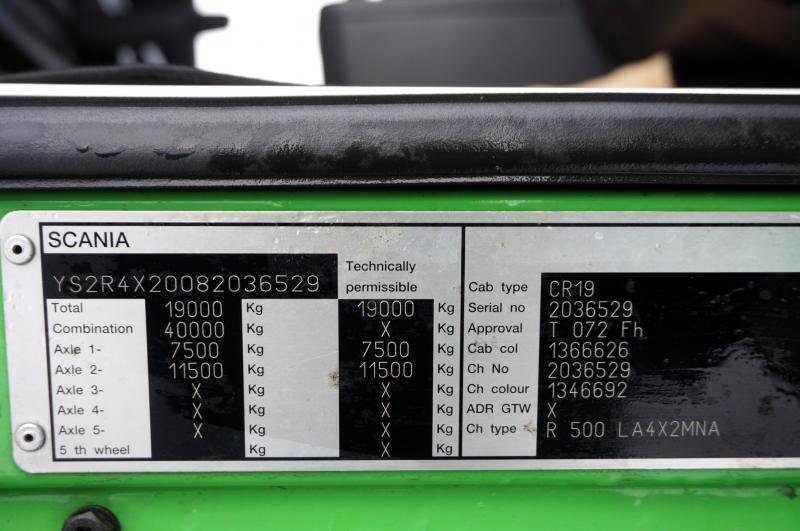 SCANIA
YS2R4X20082036529
Technically
permissible
Total 19000 Kg 19000 Kg
Combination 40000 Kg X Kg
Axle 1- 7500 Kg 7500 Kg
Axle 2- 11500 Kg 11500 Kg
Axle 3- X Kg X Kg
Axle 4- X Kg X Kg
Axle 5- X Kg X Kg
5 th wheel Kg X Kg
Cab type CR19
Serial no 2036529
Approval T 072 Fh
Cab col 1366626
Ch No 2036529
Ch colour 1346692
ADR GTW X
Ch type R 500 LA4X2MNA